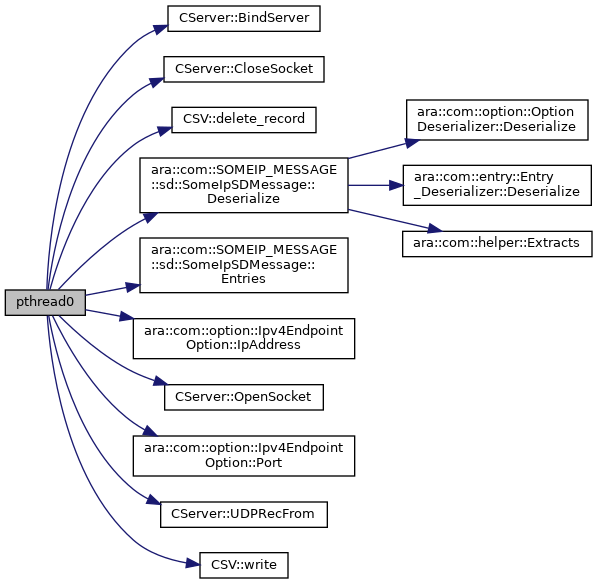 CServer::BindServer
CServer::CloseSocket
CSV::delete_record
ara::com::SOMEIP_MESSAGE
::sd::SomeIpSDMessage::
Deserialize
ara::com::option::Option
Deserializer::Deserialize
ara::com::entry::Entry
_Deserializer::Deserialize
ara::com::helper::Extracts
ara::com::SOMEIP_MESSAGE
::sd::SomeIpSDMessage::
Entries
pthread0
ara::com::option::Ipv4Endpoint
Option::IpAddress
CServer::OpenSocket
ara::com::option::Ipv4Endpoint
Option::Port
CServer::UDPRecFrom
CSV::write